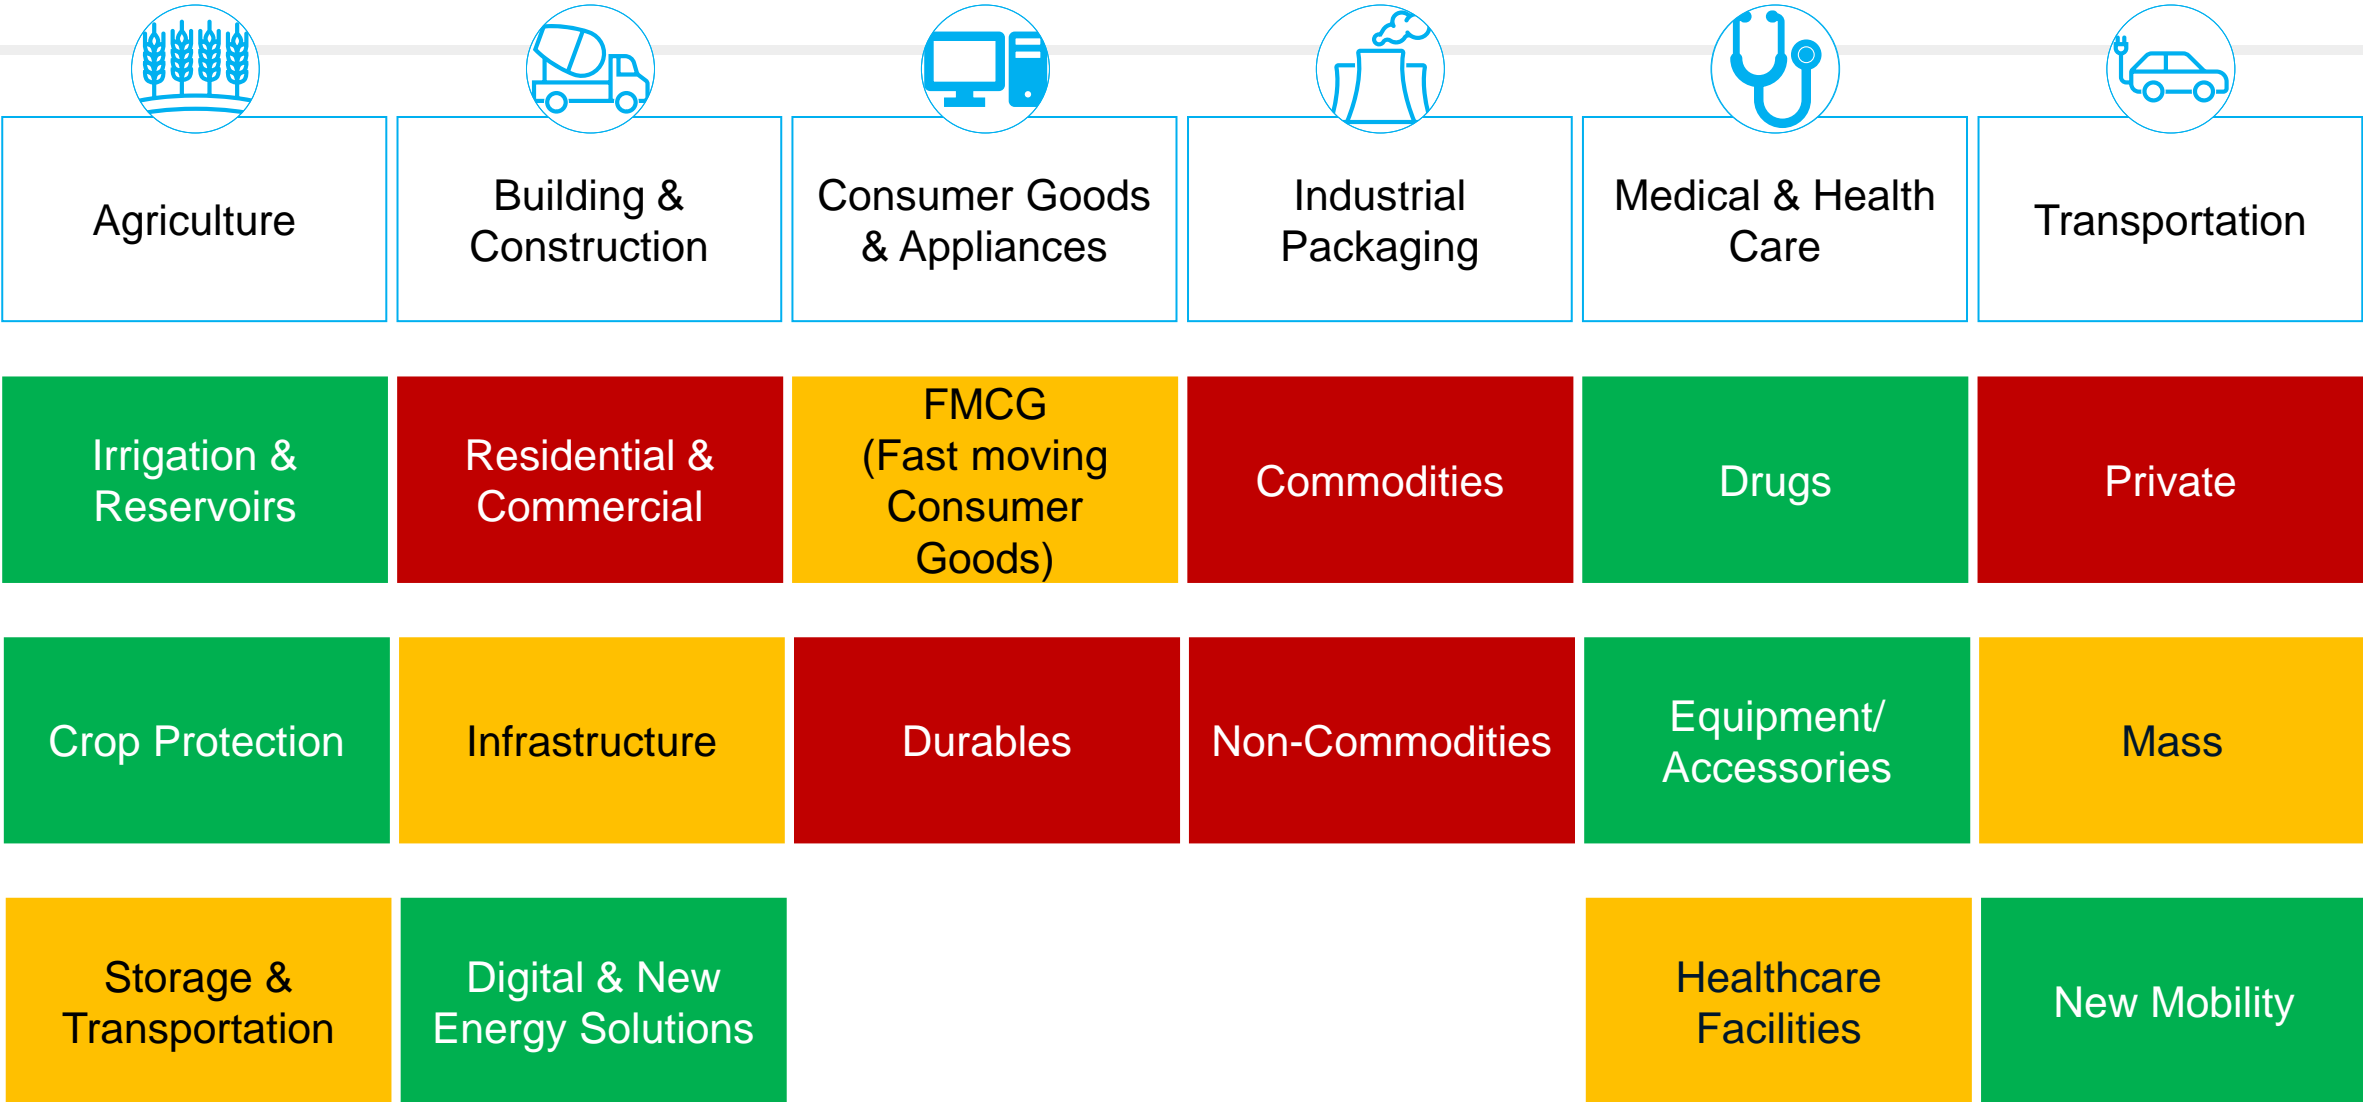 Agriculture
Building &
Construction
Consumer Goods
& Appliances
Industrial
Packaging
Medical & Health
Care
Transportation
Irrigation &
Reservoirs
Residential &
Commercial
FMCG
(Fast moving
Consumer
Goods)
Commodities
Drugs
Private
Crop Protection
Infrastructure
Durables
Non-Commodities
Equipment/
Accessories
Mass
Storage &
Transportation
Digital & New
Energy Solutions
Healthcare
Facilities
New Mobility